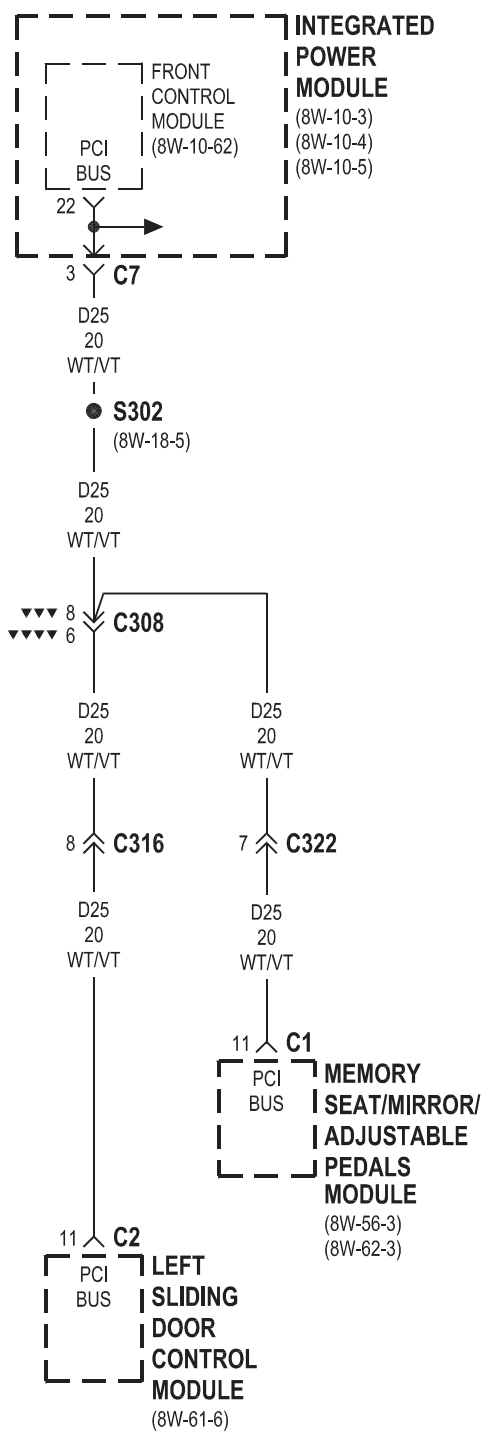 INTEGRATED
POWER
MODULE
(8W-10-3)
(8W-10-4)
(8W-10-5)
FRONT
CONTROL
MODULE
(8W-10-62)
PCI
BUS
22
3 C7
D25
20
WT/VT
S302
(8W-18-5)
D25
20
WT/VT
▼▼▼ 8
▼▼▼▼ 6
C308
D25
20
WT/VT
D25
20
WT/VT
8 C316
7 C322
D25
20
WT/VT
D25
20
WT/VT
11 C1
PCI
BUS
MEMORY
SEAT/MIRROR/
ADJUSTABLE
PEDALS
MODULE
(8W-56-3)
(8W-62-3)
11 C2
PCI
BUS
LEFT
SLIDING
DOOR
CONTROL
MODULE
(8W-61-6)